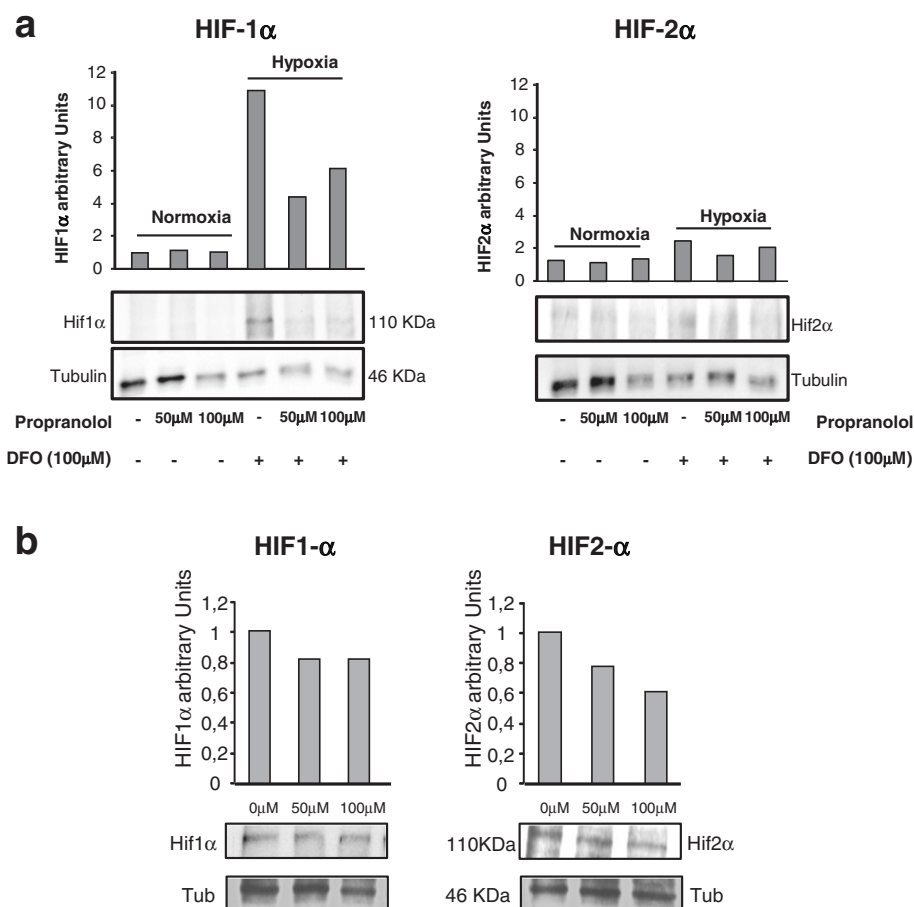 a
HIF-1α
HIF-2α
HIF1α arbitrary Units
12
10
8
6
4
2
0
Normoxia
Hypoxia
Hif1α
110 KDa
Tubulin
46 KDa
Propranolol - 50µM 100µM - 50µM 100µM
DFO (100µM) - - - + + +
HIF2α arbitrary Units
12
10
8
6
4
2
0
Normoxia
Hypoxia
Hif2α
Tubulin
- 50µM 100µM - 50µM 100µM Propranolol
- - - + + + DFO (100µM)
b
HIF1-α
HIF2-α
HIF1α arbitrary Units
1,2
1
0,8
0,6
0,4
0,2
0
0µM 50µM 100µM
Hif1α
Tub
HIF2α arbitrary Units
1,2
1
0,8
0,6
0,4
0,2
0
0µM 50µM 100µM
110KDa
Hif2α
46 KDa
Tub